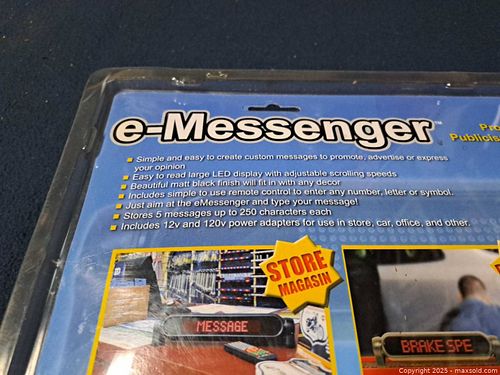 e-Messenger™
Pro
Publicis
Simple and easy to create custom messages to promote, advertise or express
your opinion
Easy to read large LED display with adjustable scrolling speeds
Beautiful matt black finish will fit in with any decor
Includes simple to use remote control to enter any number, letter or symbol.
Just aim at the eMessenger and type your message!
Stores 5 messages up to 250 characters each
Includes 12v and 120v power adapters for use in store, car, office, and other.
STORE
MAGASIN
MESSAGE
BRAKE SPE
Copyright 2025 - maxsold.com